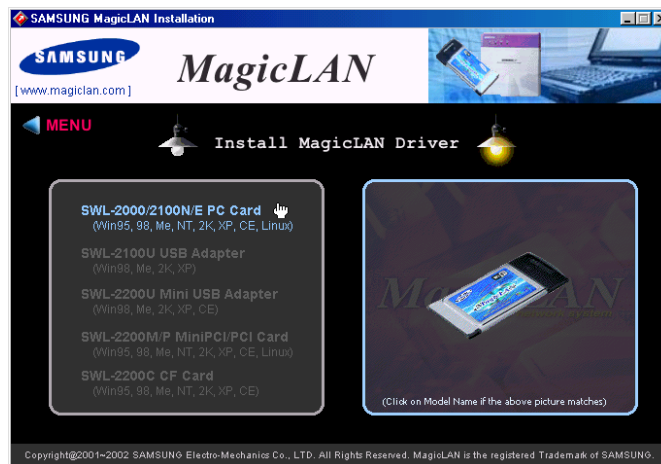 SAMSUNG MagicLAN Installation
SAMSUNG
MagicLAN
[www.magiclan.com]
MENU
Install MagicLAN Driver
SWL-2000/2100N/E PC Card
(Win95, 98, Me, NT, 2K, XP, CE, Linux)
SWL-2100U USB Adapter
(Win98, Me, 2K, XP)
SWL-2200U Mini USB Adapter
(Win98, Me, 2K, XP, CE)
SWL-2200M/P MiniPCI/PCI Card
(Win95, 98, Me, NT, 2K, XP, CE, Linux)
SWL-2200C CF Card
(Win95, 98, Me, NT, 2K, XP, CE)
MagicLAN
(Click on Model Name if the above picture matches)
Copyright@2001~2002 SAMSUNG Electro-Mechanics Co., LTD. All Rights Reserved. MagicLAN is the registered Trademark of SAMSUNG.